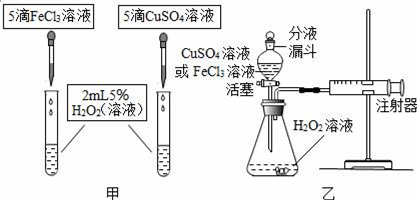 5滴FeCl3溶液
5滴CuSO4溶液
2mL5%
H2O2(溶液)
甲
CuSO4溶液
或FeCl3溶液
活塞
分液
漏斗
注射器
H2O2溶液
乙